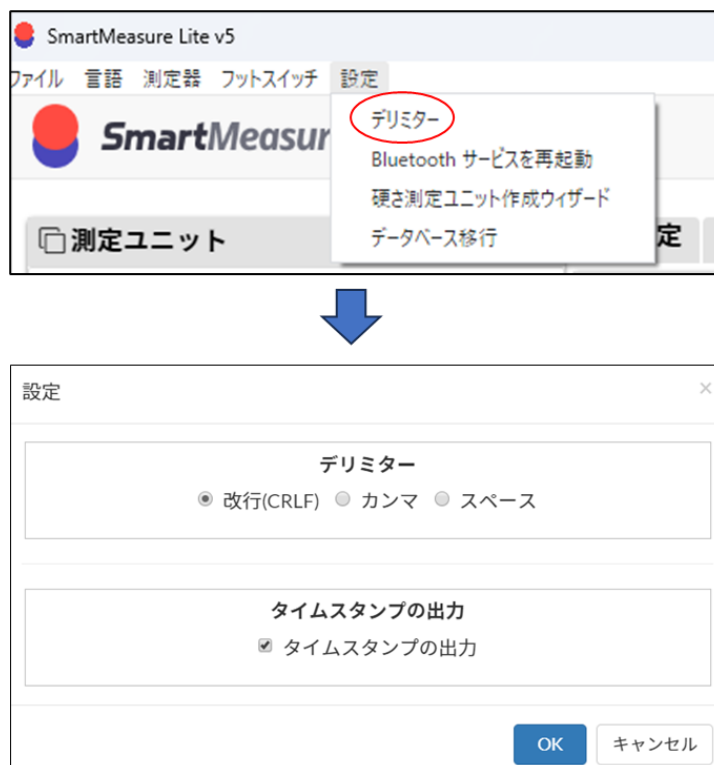 SmartMeasure Lite v5
ファイル 言語 測定器 フットスイッチ 設定
SmartMeasur
デリミター
Bluetooth サービスを再起動
硬さ測定ユニット作成ウィザード
データベース移行
測定ユニット
定
設定
×
デリミター
改行(CRLF) カンマ スペース
タイムスタンプの出力
タイムスタンプの出力
OK キャンセル